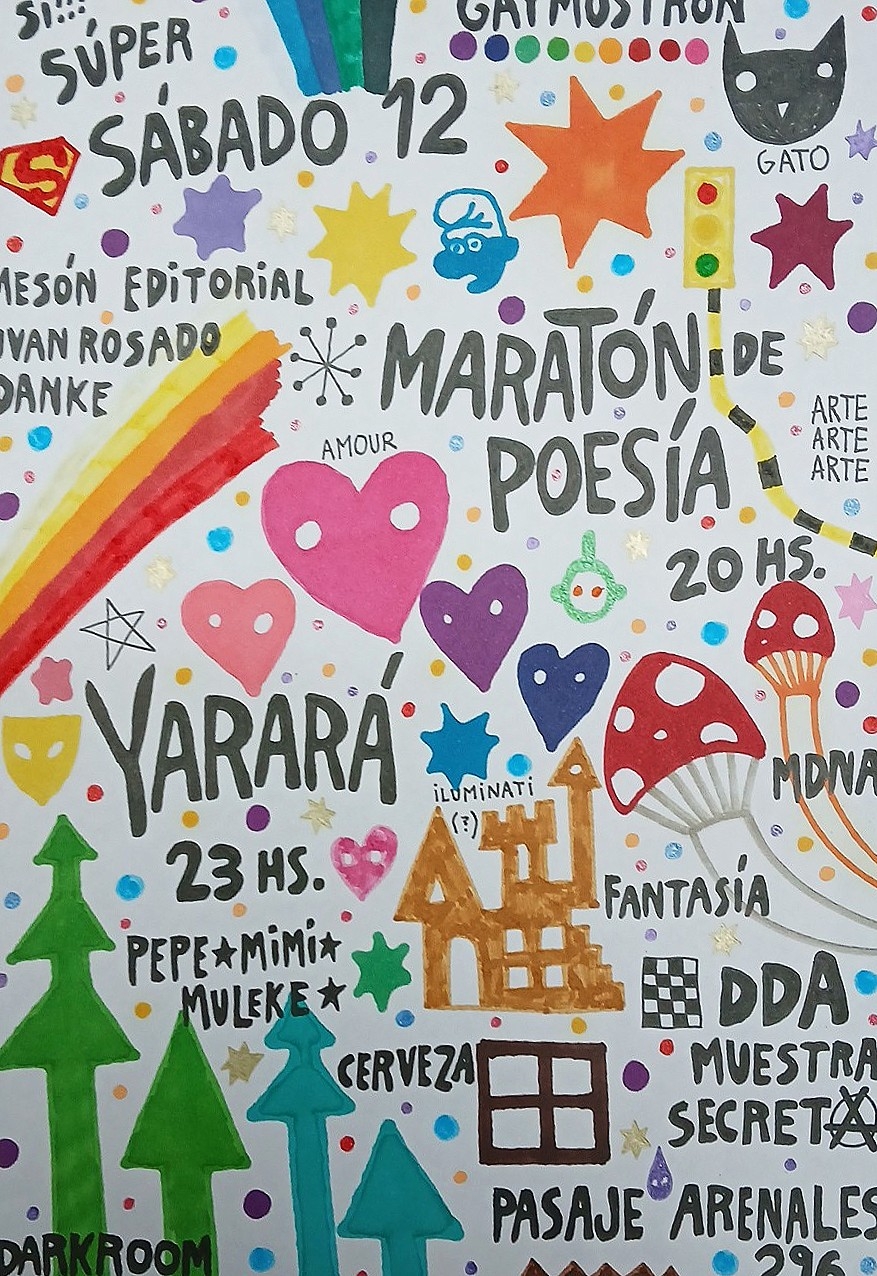 SI...
SÚPER
GAYMOSTRON
SÁBADO 12
S
GATO
MESÓN EDITORIAL
IVAN ROSADO
DANKE
MARATÓN DE
POESÍA
ARTE
ARTE
ARTE
AMOUR
20 HS.
YARARÁ
ILUMINATI
(?)
MDNA
23 HS.
FANTASÍA
PEPE★MIMI★
MULEKE★
DDA
CERVEZA
MUESTRA
SECRETA
PASAJE ARENALES
296
DARKROOM